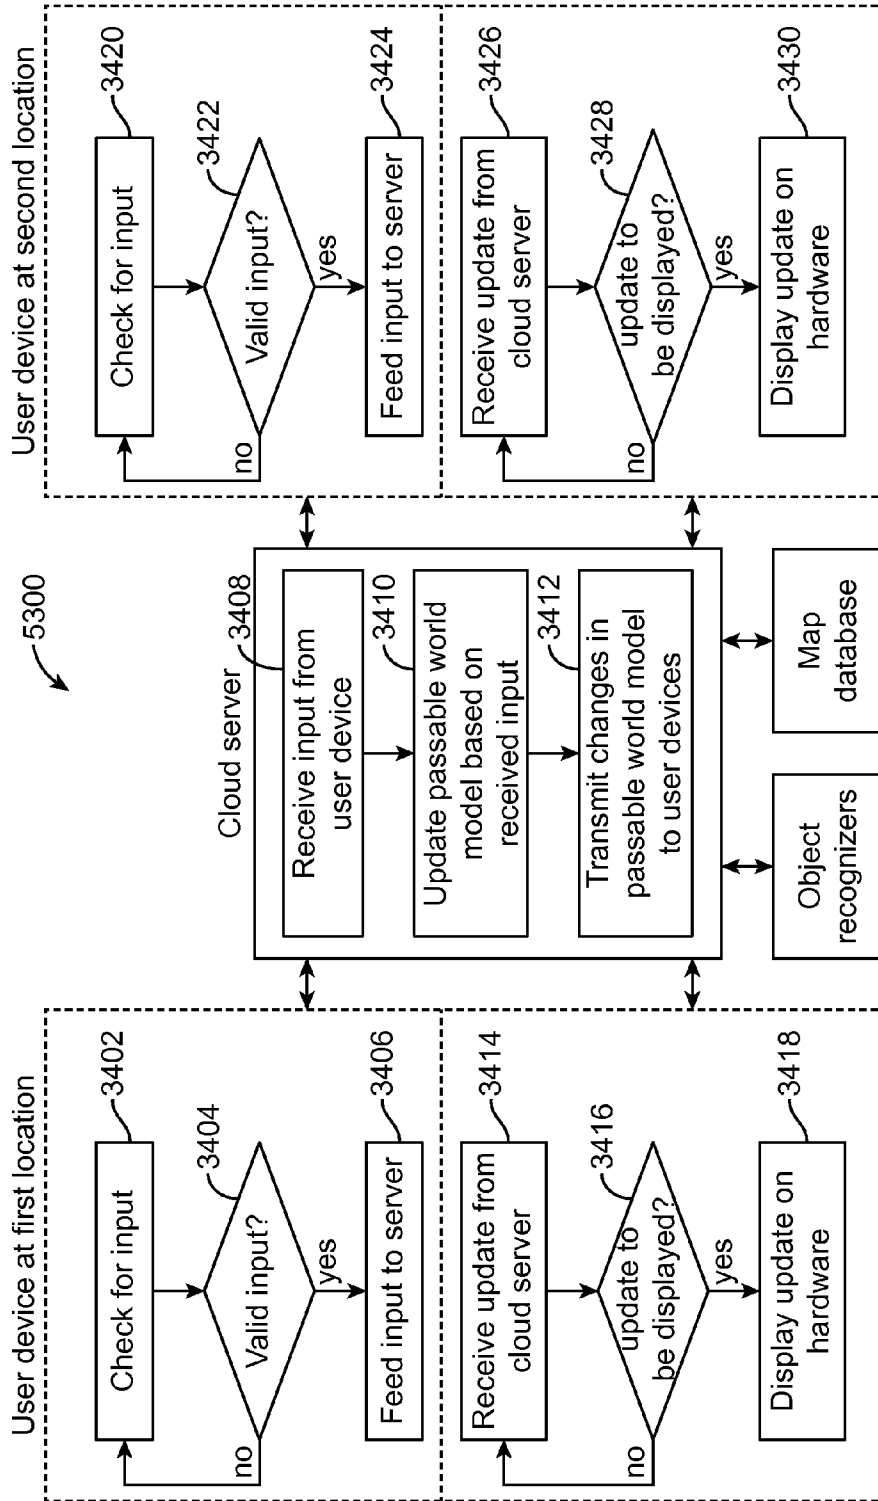 5300
User device at first location
3402
Check for input
3404
Valid input?
no
yes
3406
Feed input to server
3414
Receive update from
cloud server
3416
update to
be displayed?
no
yes
3418
Display update on
hardware
Cloud server
3408
Receive input from
user device
3410
Update passable world
model based on
received input
3412
Transmit changes in
passable world model
to user devices
Object
recognizers
Map
database
User device at second location
3420
Check for input
3422
Valid input?
no
yes
3424
Feed input to server
3426
Receive update from
cloud server
3428
update to
be displayed?
no
yes
3430
Display update on
hardware